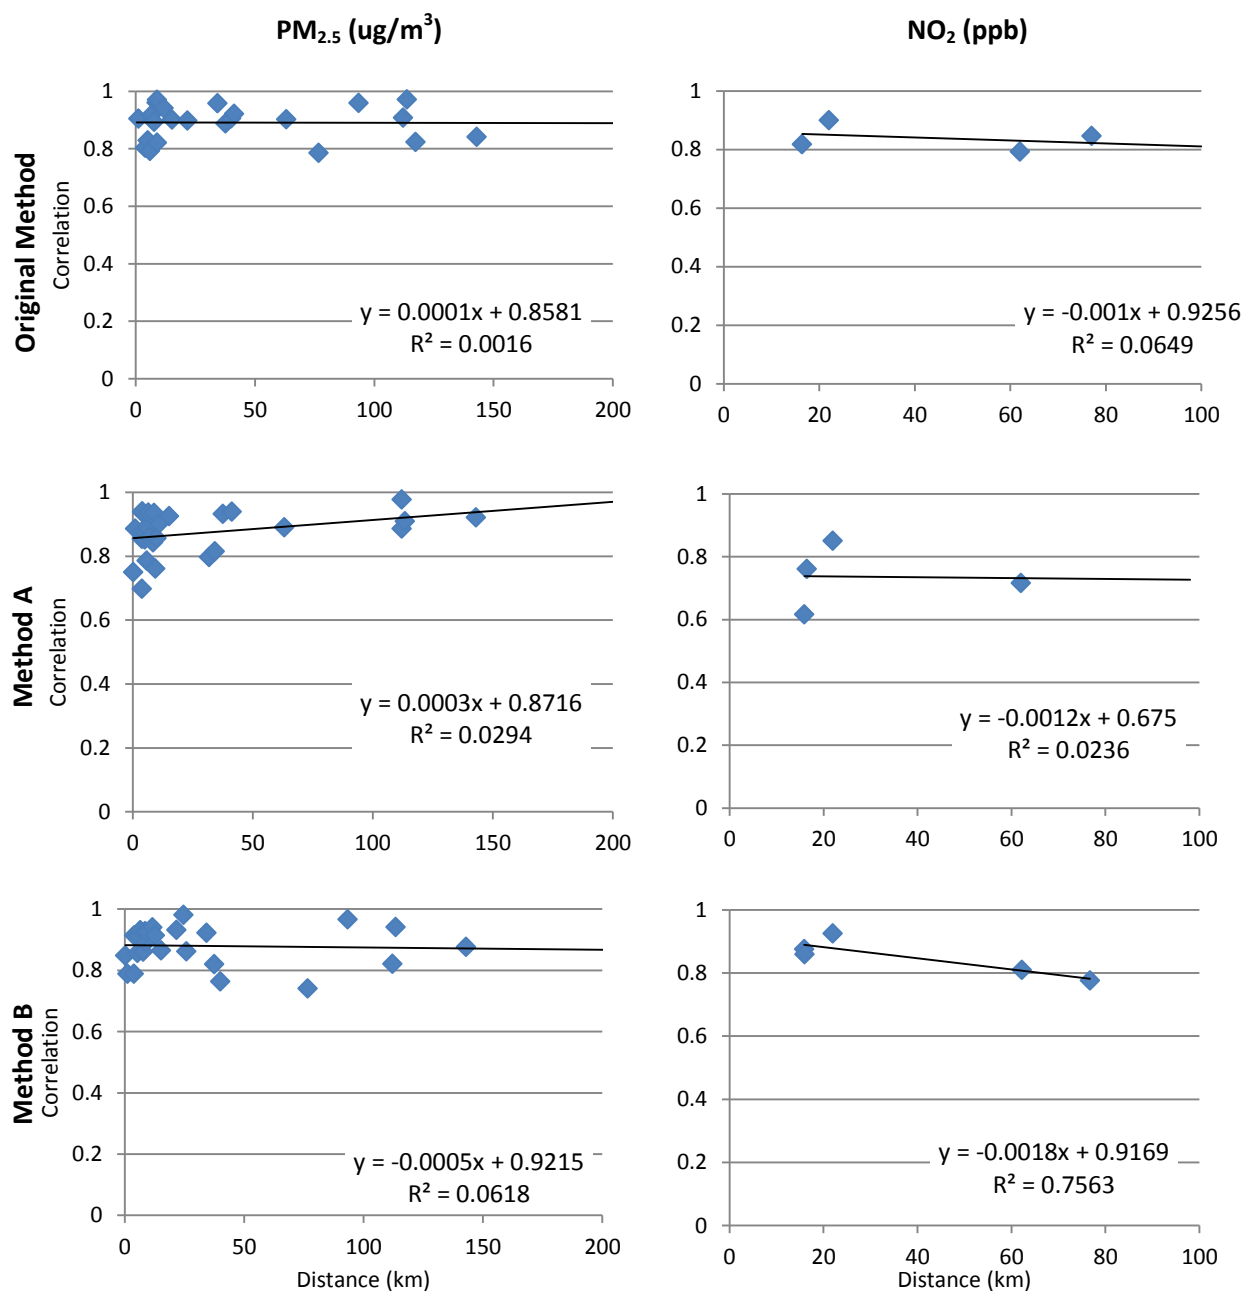 PM2.5 (ug/m³)
NO2 (ppb)
Original Method
Correlation
1
0.8
0.6
0.4
0.2
0
y = 0.0001x + 0.8581
R² = 0.0016
0 50 100 150 200
1
0.8
0.6
0.4
0.2
0
y = -0.001x + 0.9256
R² = 0.0649
0 20 40 60 80 100
Method A
Correlation
1
0.8
0.6
0.4
0.2
0
y = 0.0003x + 0.8716
R² = 0.0294
0 50 100 150 200
1
0.8
0.6
0.4
0.2
0
y = -0.0012x + 0.675
R² = 0.0236
0 20 40 60 80 100
Method B
Correlation
1
0.8
0.6
0.4
0.2
0
y = -0.0005x + 0.9215
R² = 0.0618
0 50 100 150 200
Distance (km)
1
0.8
0.6
0.4
0.2
0
y = -0.0018x + 0.9169
R² = 0.7563
0 20 40 60 80 100
Distance (km)